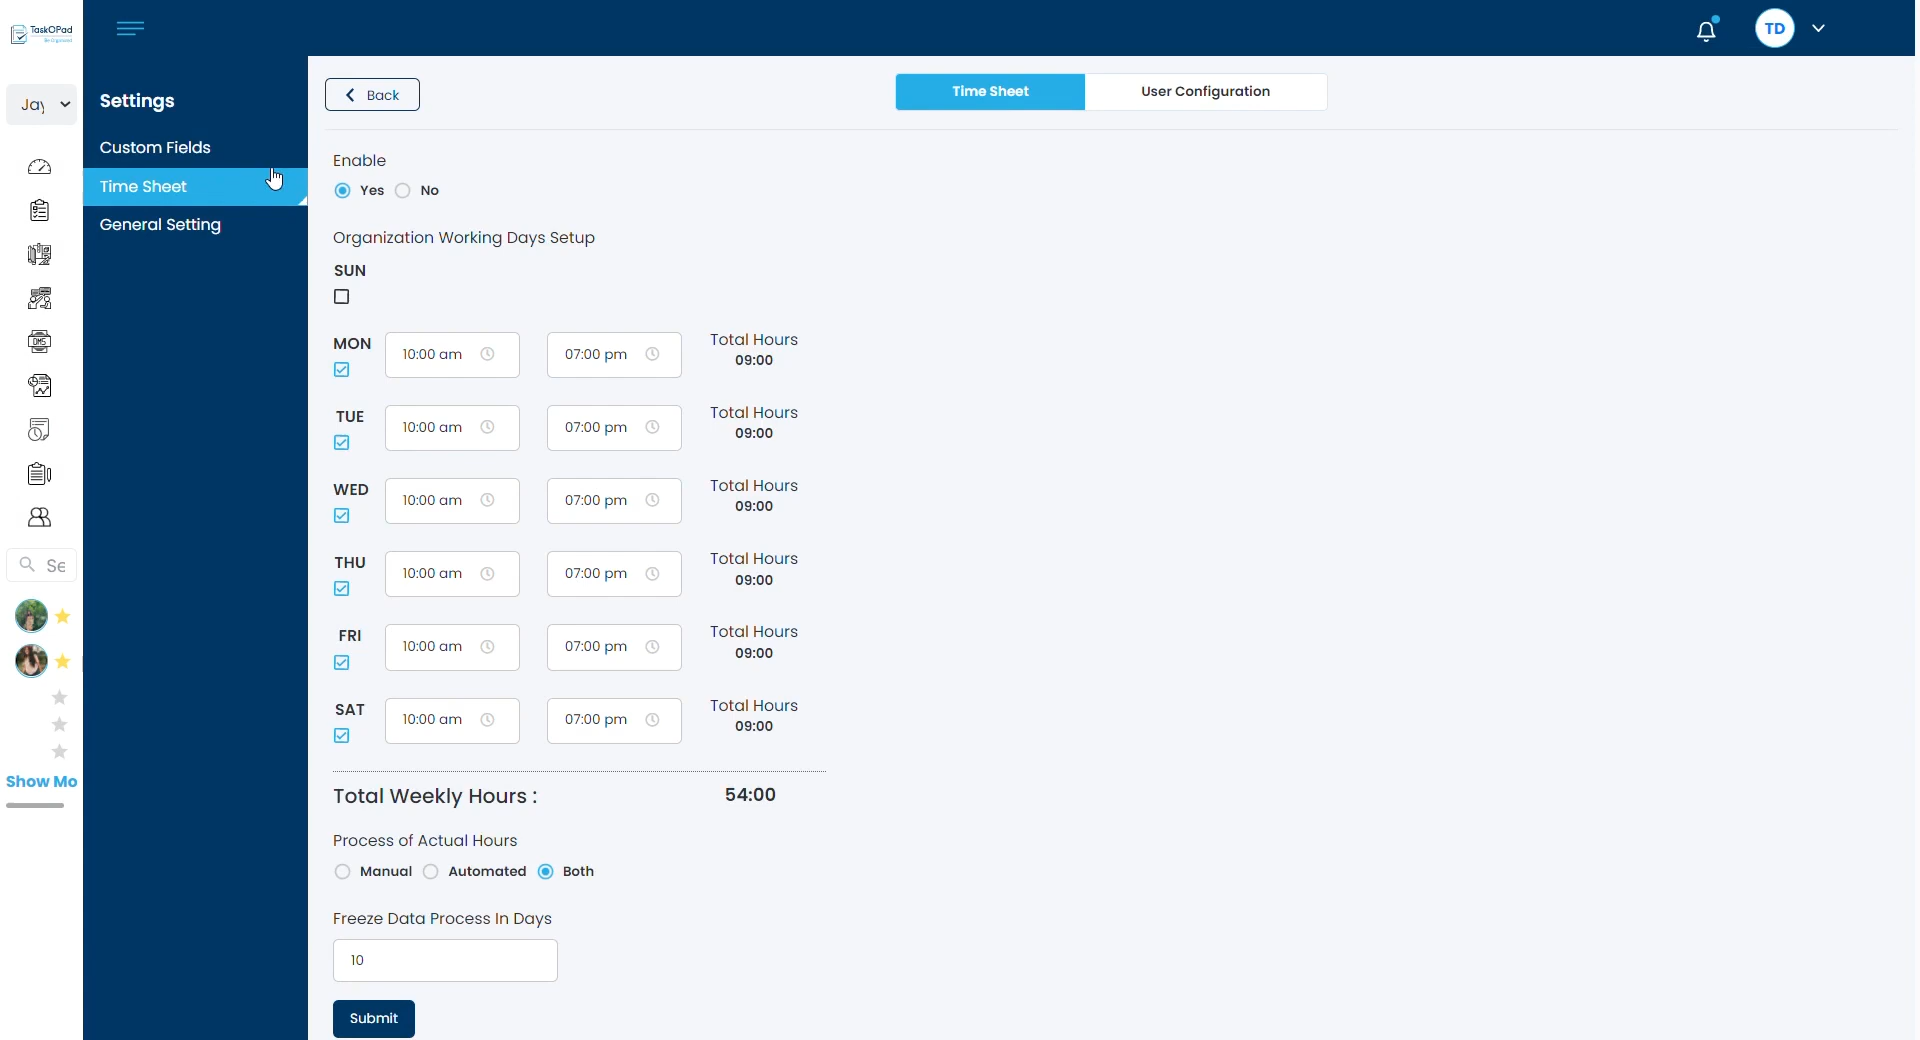 TaskOPad
TD
Jay
Settings
Custom Fields
Time Sheet
General Setting
DMS
Se
Show Mo
Back
Time Sheet
User Configuration
Enable
Yes No
Organization Working Days Setup
SUN
MON 10:00 am 07:00 pm Total Hours
09:00
TUE 10:00 am 07:00 pm Total Hours
09:00
WED 10:00 am 07:00 pm Total Hours
09:00
THU 10:00 am 07:00 pm Total Hours
09:00
FRI 10:00 am 07:00 pm Total Hours
09:00
SAT 10:00 am 07:00 pm Total Hours
09:00
Total Weekly Hours : 54:00
Process of Actual Hours
Manual Automated Both
Freeze Data Process In Days
10
Submit